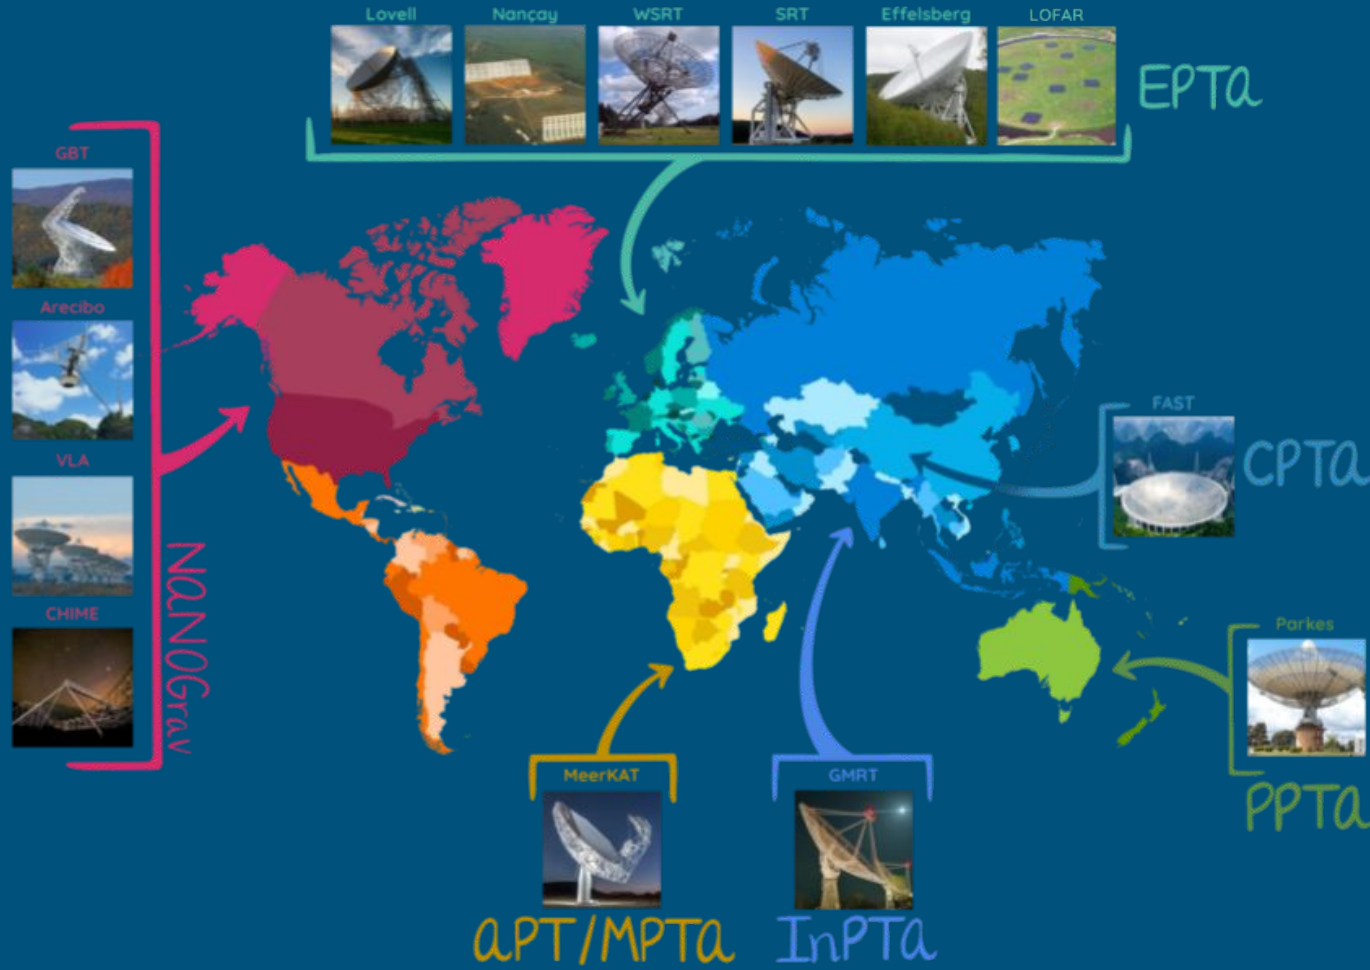 Lovell
Nançay
WSRT
SRT
Effelsberg
LOFAR
EPTa
GBT
Arecibo
VLA
CHIME
NaNOGrav
FAST
CPTa
Parkes
PPTa
MeerKAT
aPT/MPTa
GMRT
InPTa